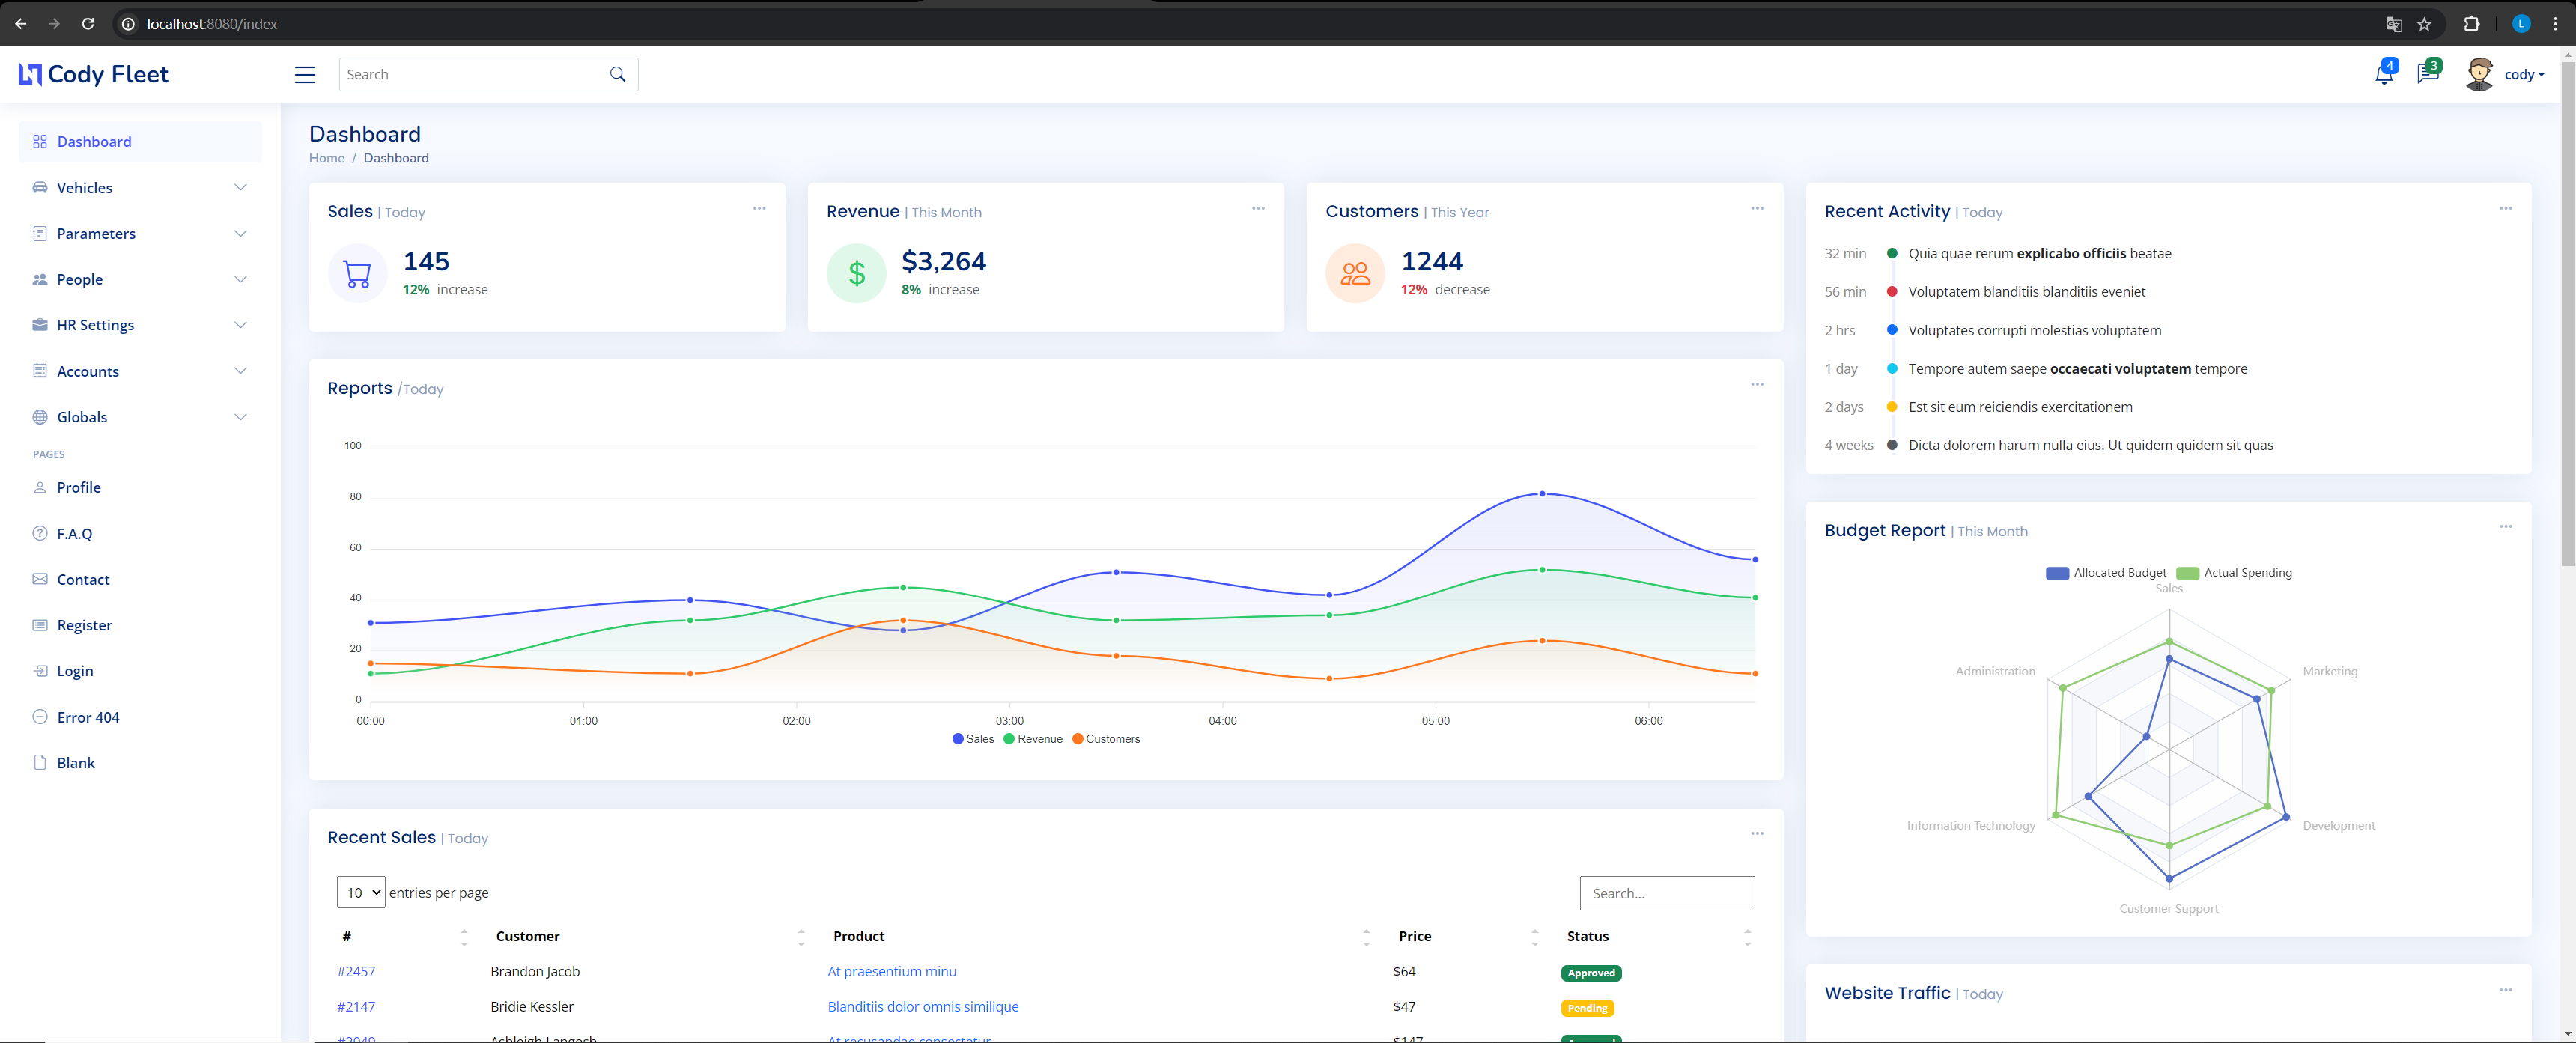 localhost:8080/index
L
Cody Fleet
Search
4
3
cody
Dashboard
Vehicles
Parameters
People
HR Settings
Accounts
Globals
PAGES
Profile
F.A.Q
Contact
Register
Login
Error 404
Blank
Dashboard
Home / Dashboard
Sales | Today
145
12% increase
Revenue | This Month
$
$3,264
8% increase
Customers | This Year
1244
12% decrease
Reports /Today
100
80
60
40
20
0
00:00 01:00 02:00 03:00 04:00 05:00 06:00
Sales Revenue Customers
Recent Sales | Today
10 entries per page
Search...
# Customer Product Price Status
#2457 Brandon Jacob At praesentium minu $64 Approved
#2147 Bridie Kessler Blanditiis dolor omnis similique $47 Pending
Recent Activity | Today
32 min Quia quae rerum explicabo officiis beatae
56 min Voluptatem blanditiis blanditiis eveniet
2 hrs Voluptates corrupti molestias voluptatem
1 day Tempore autem saepe occaecati voluptatem tempore
2 days Est sit eum reiciendis exercitationem
4 weeks Dicta dolorem harum nulla eius. Ut quidem quidem sit quas
Budget Report | This Month
Allocated Budget Actual Spending
Sales
Administration Marketing
Information Technology Development
Customer Support
Website Traffic | Today